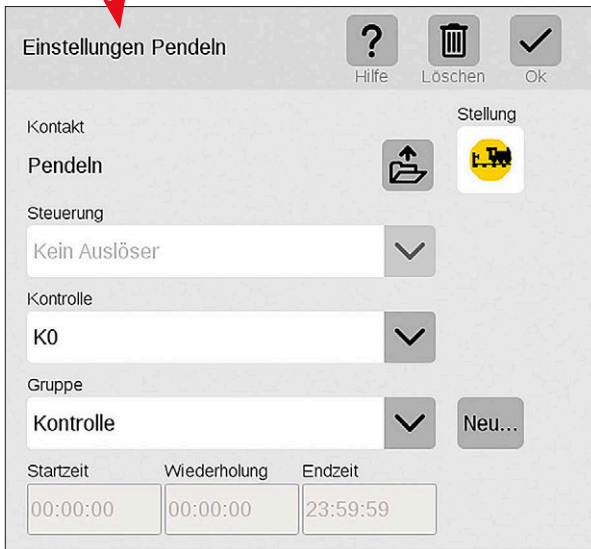 Einstellungen Pendeln
Hilfe Löschen Ok
Kontakt Stellung
Pendeln
Steuerung
Kein Auslöser
Kontrolle
K0
Gruppe
Kontrolle Neu...
Startzeit Wiederholung Endzeit
00:00:00 00:00:00 23:59:59